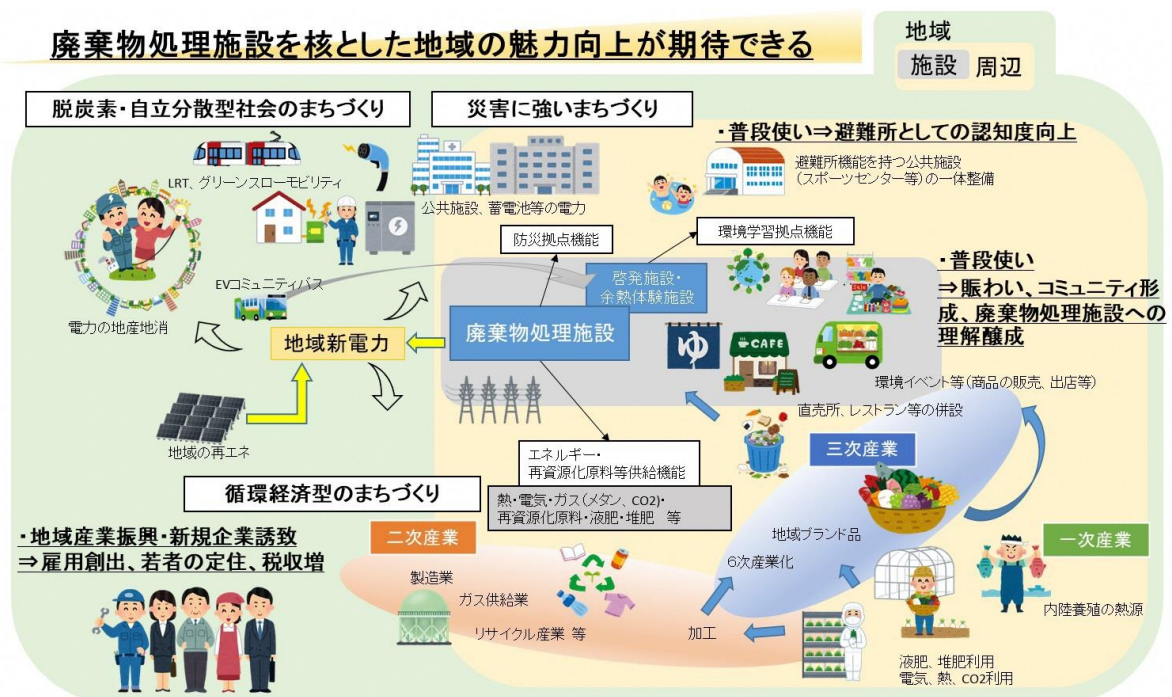 廃棄物処理施設を核とした地域の魅力向上が期待できる
地域
施設
周辺
脱炭素・自立分散型社会のまちづくり
災害に強いまちづくり
・普段使い⇒避難所としての認知度向上
LRT、グリーンスローモビリティ
公共施設、蓄電池等の電力
避難所機能を持つ公共施設
(スポーツセンター等)の一体整備
防災拠点機能
環境学習拠点機能
啓発施設・
余熱体験施設
・普段使い
⇒賑わい、コミュニティ形
成、廃棄物処理施設への
理解醸成
EVコミュニティバス
電力の地産地消
地域新電力
廃棄物処理施設
ゆ
CAFE
環境イベント等(商品の販売、出店等)
直売所、レストラン等の併設
地域の再エネ
エネルギー・
再資源化原料等供給機能
三次産業
循環経済型のまちづくり
熱・電気・ガス(メタン、CO2)・
再資源化原料・液肥・堆肥 等
・地域産業振興・新規企業誘致
⇒雇用創出、若者の定住、税収増
二次産業
地域ブランド品
6次産業化
一次産業
製造業
ガス供給業
リサイクル産業 等
加工
内陸養殖の熱源
液肥、堆肥利用
電気、熱、CO2利用